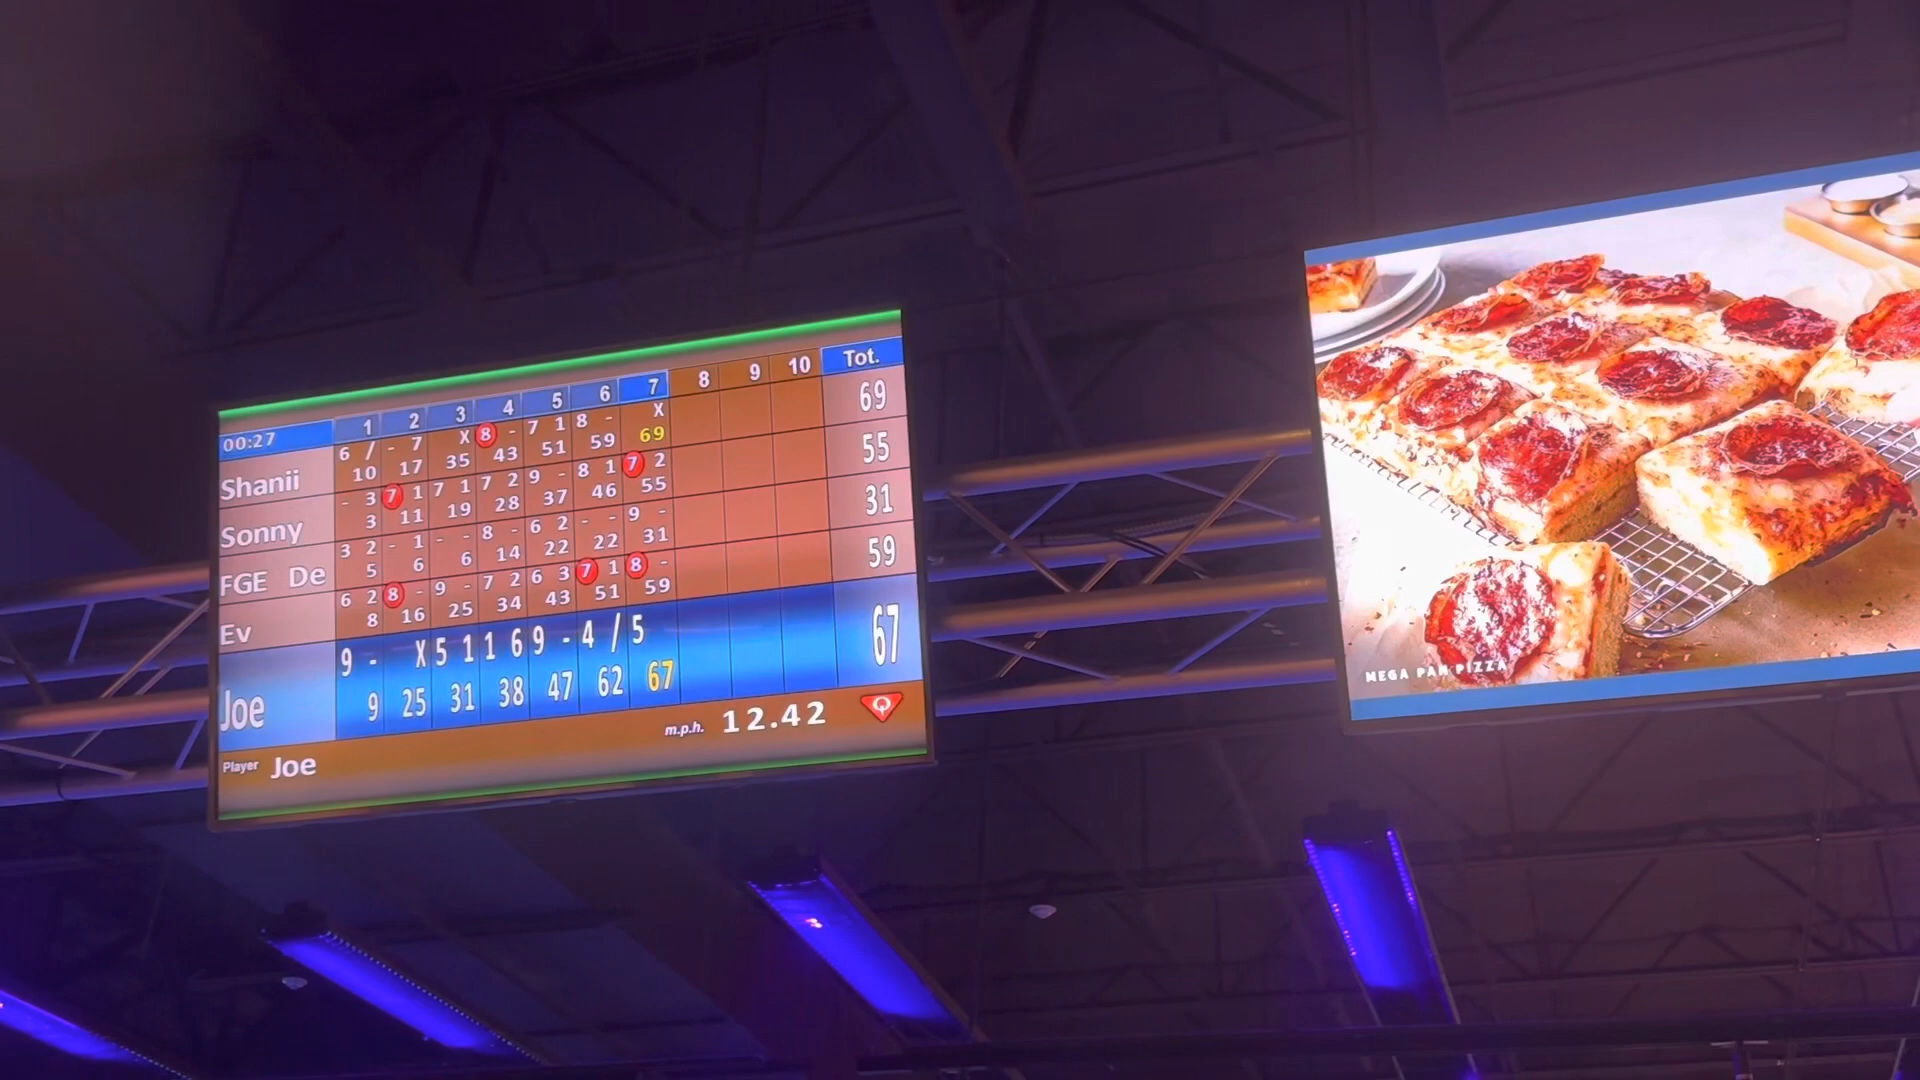 00:27 1 2 3 4 5 6 7 8 9 10 Tot.
Shanii 6 / - 7 X 8 - 7 1 8 - X 69
10 17 35 43 51 59 69
Sonny - 3 7 1 7 1 7 2 9 - 8 1 7 2 55
3 11 19 28 37 46 55
FGE De 3 2 - 1 - - 8 - 6 2 - - 9 - 31
5 6 6 14 22 22 31
Ev 6 2 8 - 9 - 7 2 6 3 7 1 8 - 59
8 16 25 34 43 51 59
Joe 9 - X 5 1 1 6 9 - 4 / 5 67
9 25 31 38 47 62 67
m.p.h. 12.42 Q
Player Joe
MEGA PAN PIZZA